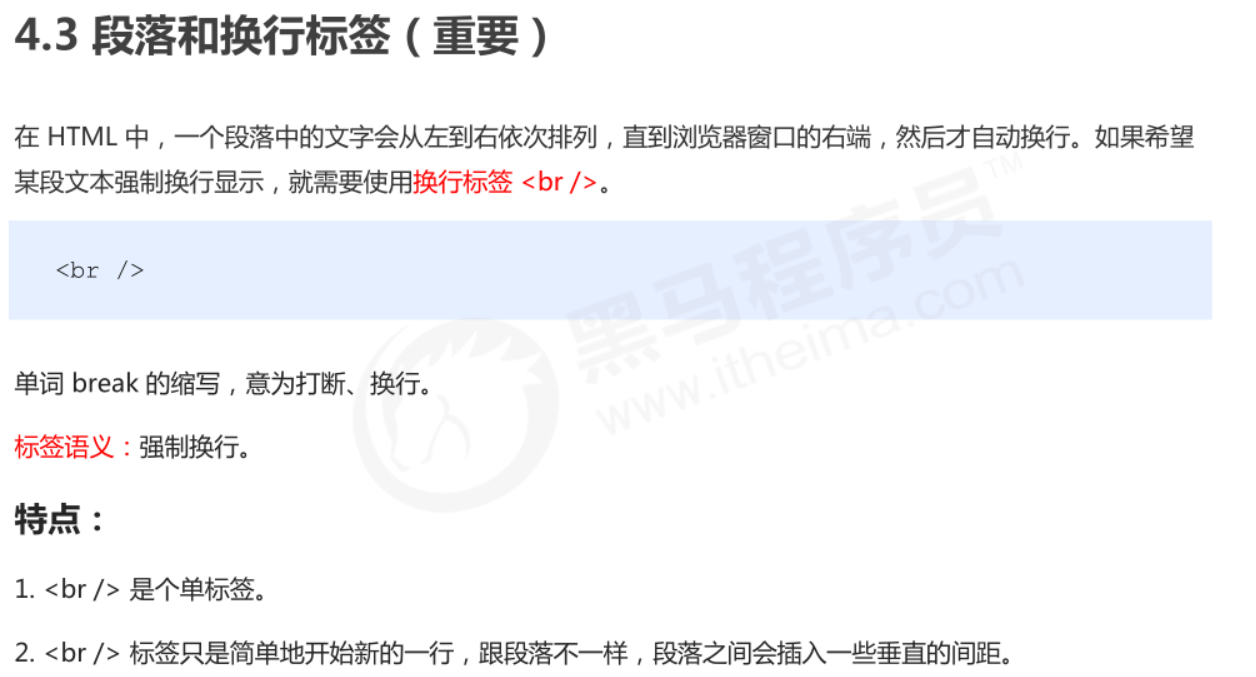 4.3 段落和换行标签（重要）
在 HTML 中，一个段落中的文字会从左到右依次排列，直到浏览器窗口的右端，然后才自动换行。如果希望
某段文本强制换行显示，就需要使用换行标签 <br />。
<br />
黑马程序员™
www.itheima.com
单词 break 的缩写，意为打断、换行。
标签语义：强制换行。
特点：
1. <br /> 是个单标签。
2. <br /> 标签只是简单地开始新的一行，跟段落不一样，段落之间会插入一些垂直的间距。